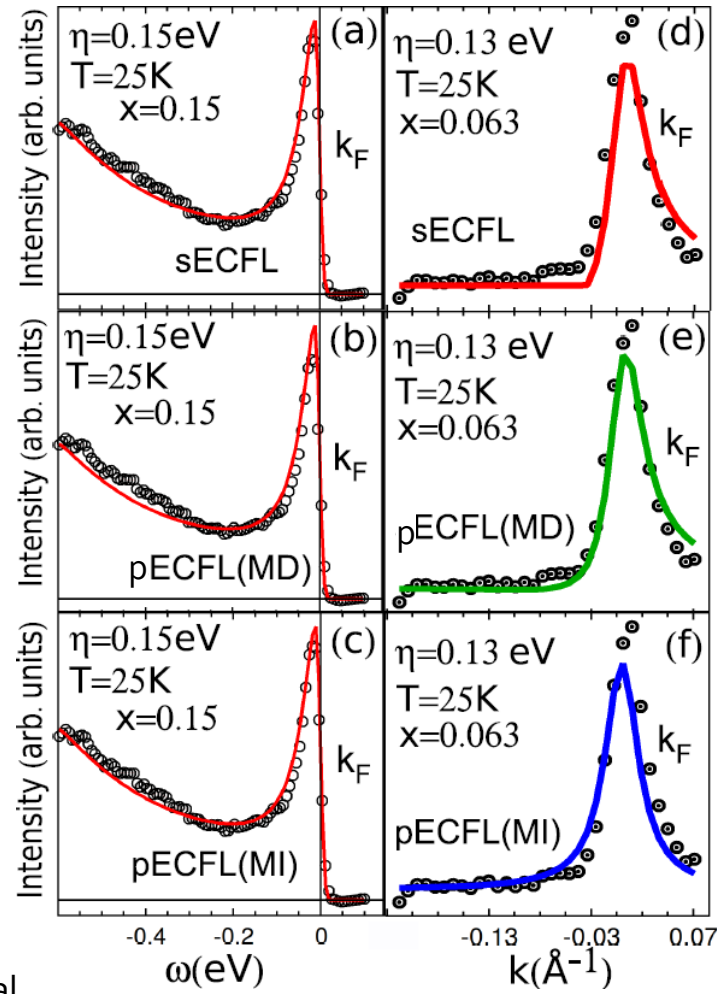 Intensity (arb. units)
η=0.15eV
T=25K
x=0.15
(a)
k_F
sECFL
η=0.13 eV
T=25K
x=0.063
(d)
k_F
sECFL
Intensity (arb. units)
η=0.15eV
T=25K
x=0.15
(b)
k_F
pECFL(MD)
η=0.13 eV
T=25K
x=0.063
(e)
k_F
pECFL(MD)
Intensity (arb. units)
η=0.15eV
T=25K
x=0.15
(c)
k_F
pECFL(MI)
η=0.13 eV
T=25K
x=0.063
(f)
k_F
pECFL(MI)
-0.4 -0.2 0
ω(eV)
-0.13 -0.03 0.07
k(Å⁻¹)
al